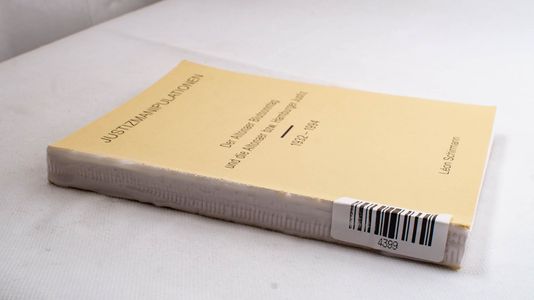 JUSTIZMANIPULATIONEN
Der Altonaer Blutsonntag
und die Altonaer bzw. Hamburger Justiz
1932 - 1994
Léon Schirmann
4399